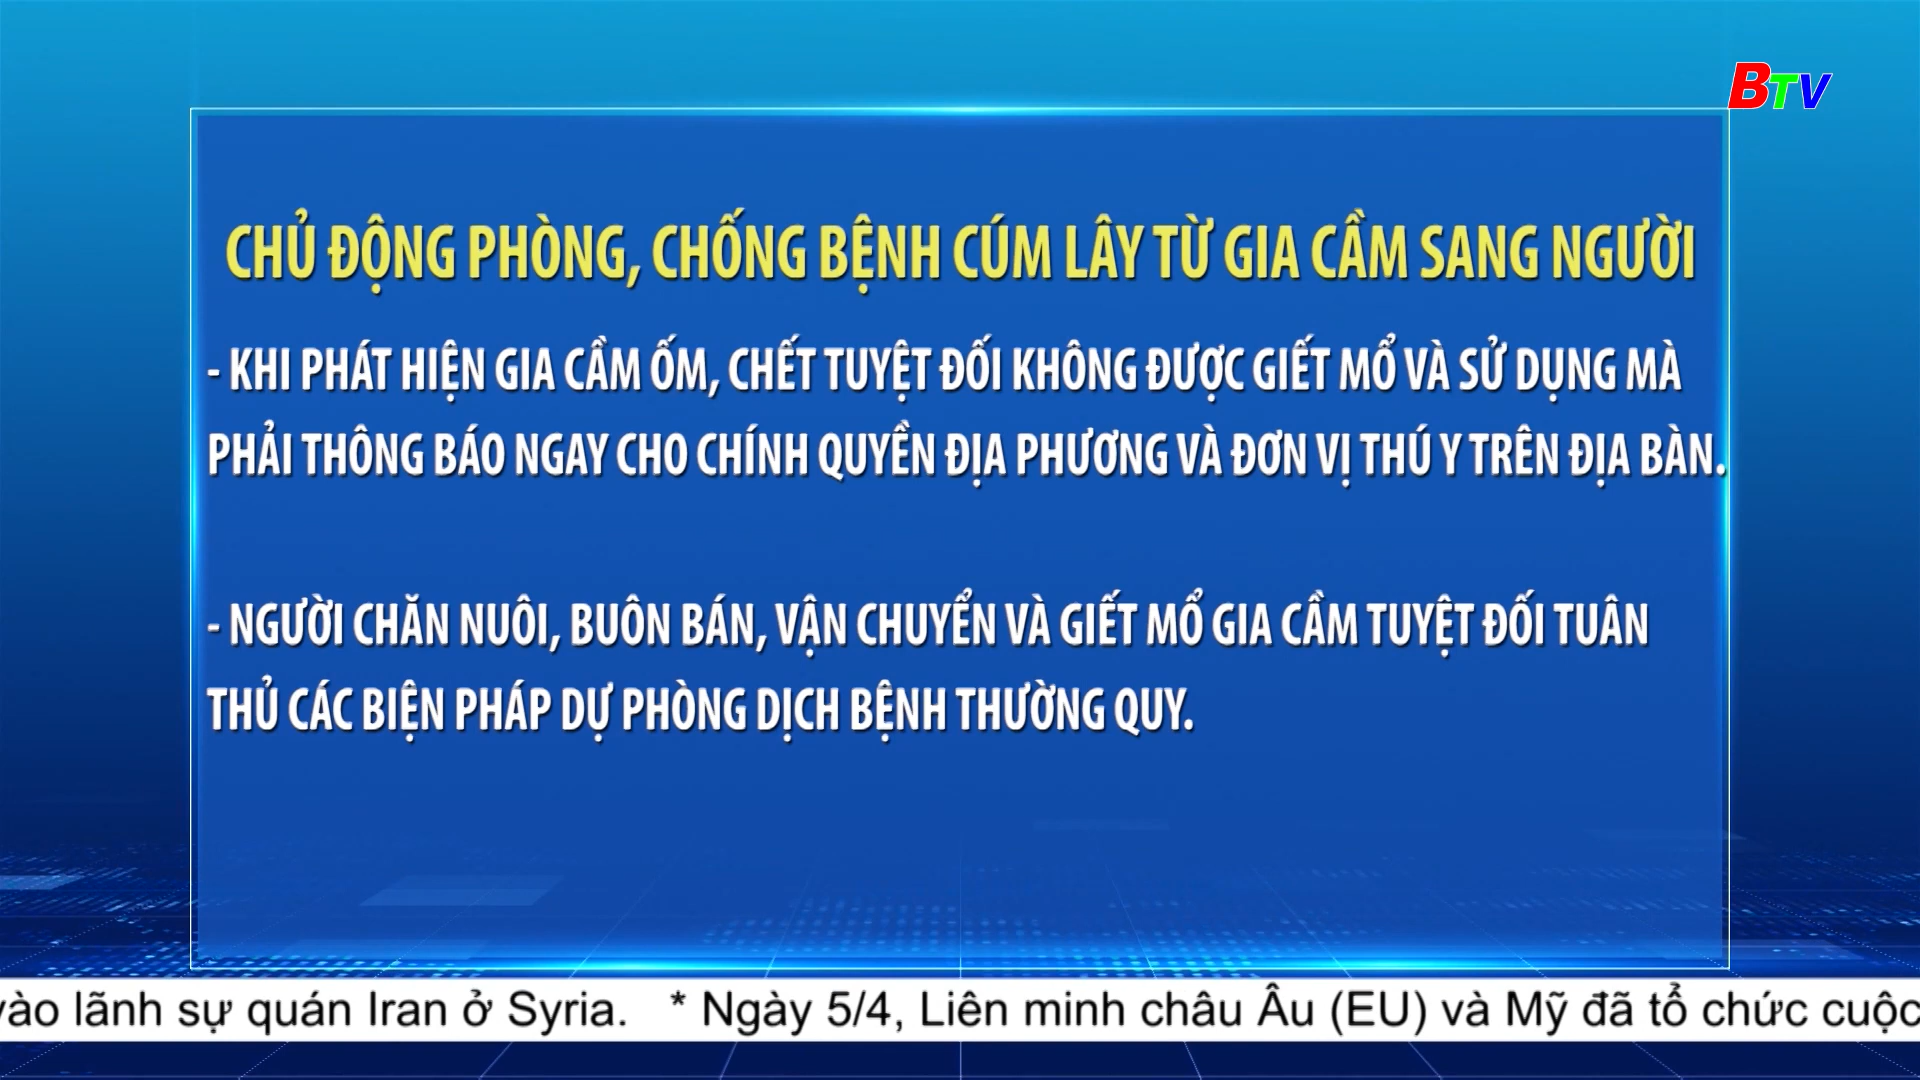 BTV
CHỦ ĐỘNG PHÒNG, CHỐNG BỆNH CÚM LÂY TỪ GIA CẦM SANG NGƯỜI
- KHI PHÁT HIỆN GIA CẦM ỐM, CHẾT TUYỆT ĐỐI KHÔNG ĐƯỢC GIẾT MỔ VÀ SỬ DỤNG MÀ
PHẢI THÔNG BÁO NGAY CHO CHÍNH QUYỀN ĐỊA PHƯƠNG VÀ ĐƠN VỊ THÚ Y TRÊN ĐỊA BÀN.
- NGƯỜI CHĂN NUÔI, BUÔN BÁN, VẬN CHUYỂN VÀ GIẾT MỔ GIA CẦM TUYỆT ĐỐI TUÂN
THỦ CÁC BIỆN PHÁP DỰ PHÒNG DỊCH BỆNH THƯỜNG QUY.
vào lãnh sự quán Iran ở Syria. * Ngày 5/4, Liên minh châu Âu (EU) và Mỹ đã tổ chức cuộc